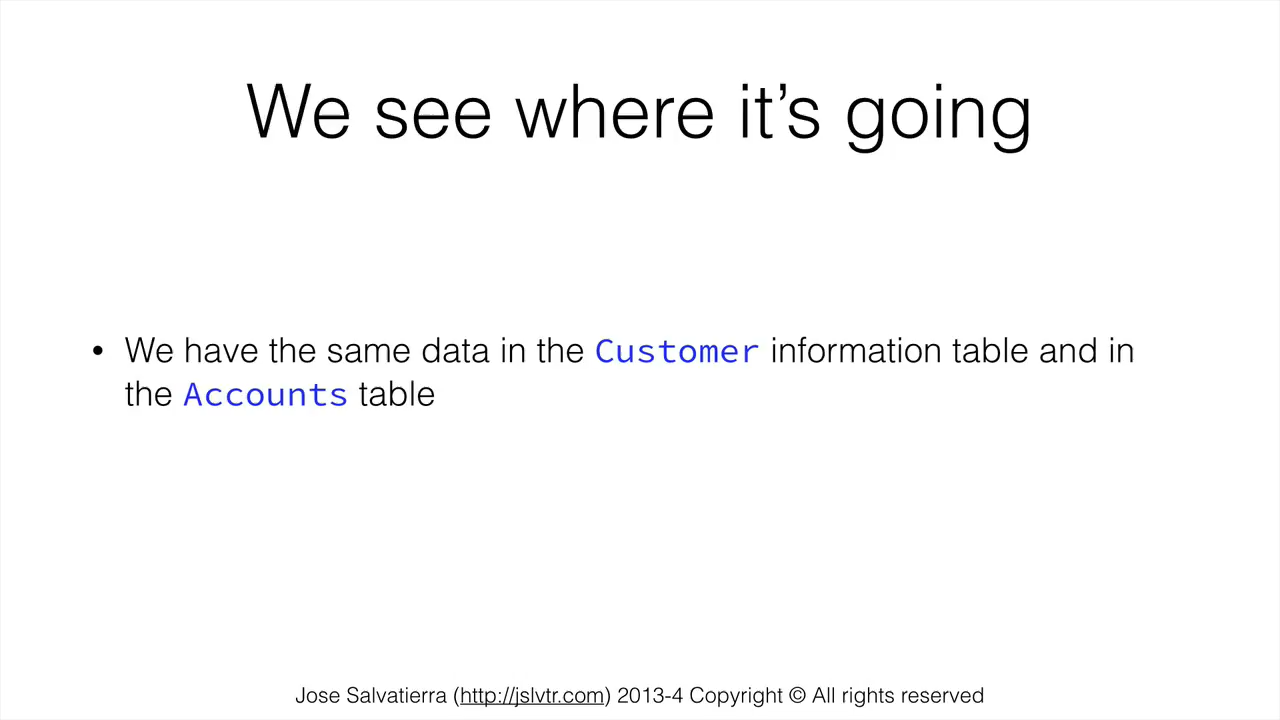 We see where it’s going
• We have the same data in the Customer information table and in
the Accounts table
Jose Salvatierra (http://jslvtr.com) 2013-4 Copyright © All rights reserved